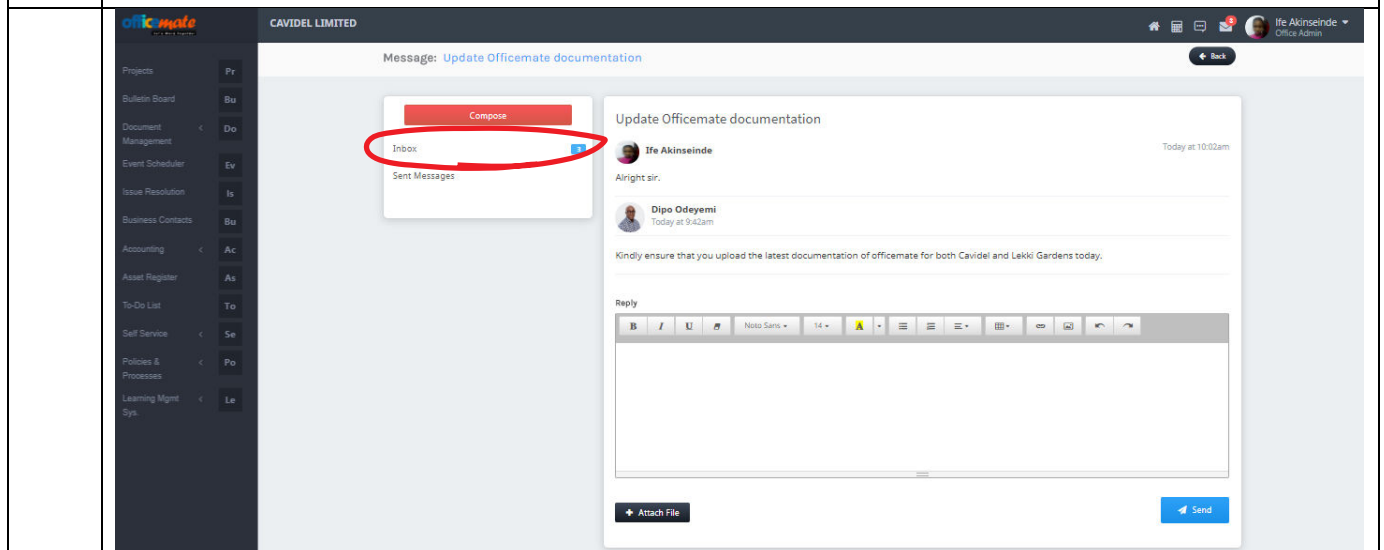 officemate
CAVIDEL LIMITED
3
Ife Akinseinde
Office Admin
Message: Update Officemate documentation
Back
Projects
Pr
Bulletin Board
Bu
Document
Management
Do
Event Scheduler
Ev
Issue Resolution
Is
Business Contacts
Bu
Accounting
Ac
Asset Register
As
To-Do List
To
Self Service
Se
Policies &
Processes
Po
Learning Mgmt
Sys.
Le
Compose
Inbox
3
Sent Messages
Update Officemate documentation
Ife Akinseinde
Today at 10:02am
Alright sir.
Dipo Odeyemi
Today at 9:42am
Kindly ensure that you upload the latest documentation of officemate for both Cavidel and Lekki Gardens today.
Reply
B I U Noto Sans 14 A
+ Attach File
Send